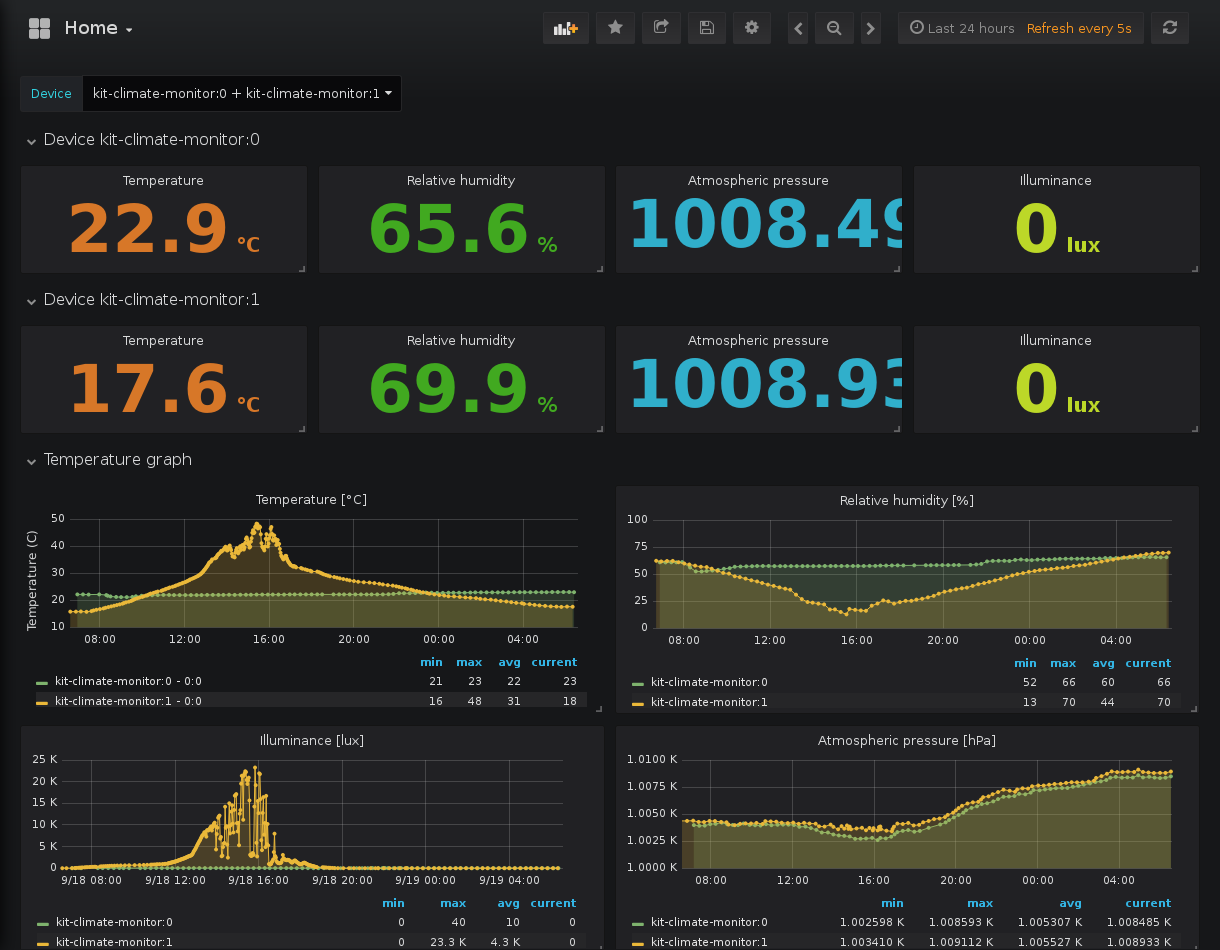 Home
Last 24 hours Refresh every 5s
Device kit-climate-monitor:0 + kit-climate-monitor:1
Device kit-climate-monitor:0
Temperature Relative humidity Atmospheric pressure Illuminance
22.9 °C 65.6 % 1008.49 0 lux
Device kit-climate-monitor:1
Temperature Relative humidity Atmospheric pressure Illuminance
17.6 °C 69.9 % 1008.93 0 lux
Temperature graph
Temperature [°C]
Temperature (C)
50
40
30
20
10
08:00 12:00 16:00 20:00 00:00 04:00
min max avg current
kit-climate-monitor:0 - 0:0 21 23 22 23
kit-climate-monitor:1 - 0:0 16 48 31 18
Relative humidity [%]
100
75
50
25
0
08:00 12:00 16:00 20:00 00:00 04:00
min max avg current
kit-climate-monitor:0 52 66 60 66
kit-climate-monitor:1 13 70 44 70
Illuminance [lux]
25 K
20 K
15 K
10 K
5 K
0
9/18 08:00 9/18 12:00 9/18 16:00 9/18 20:00 9/19 00:00 9/19 04:00
min max avg current
kit-climate-monitor:0 0 40 10 0
kit-climate-monitor:1 0 23.3 K 4.3 K 0
Atmospheric pressure [hPa]
1.0100 K
1.0075 K
1.0050 K
1.0025 K
1.0000 K
08:00 12:00 16:00 20:00 00:00 04:00
min max avg current
kit-climate-monitor:0 1.002598 K 1.008593 K 1.005307 K 1.008485 K
kit-climate-monitor:1 1.003410 K 1.009112 K 1.005527 K 1.008933 K